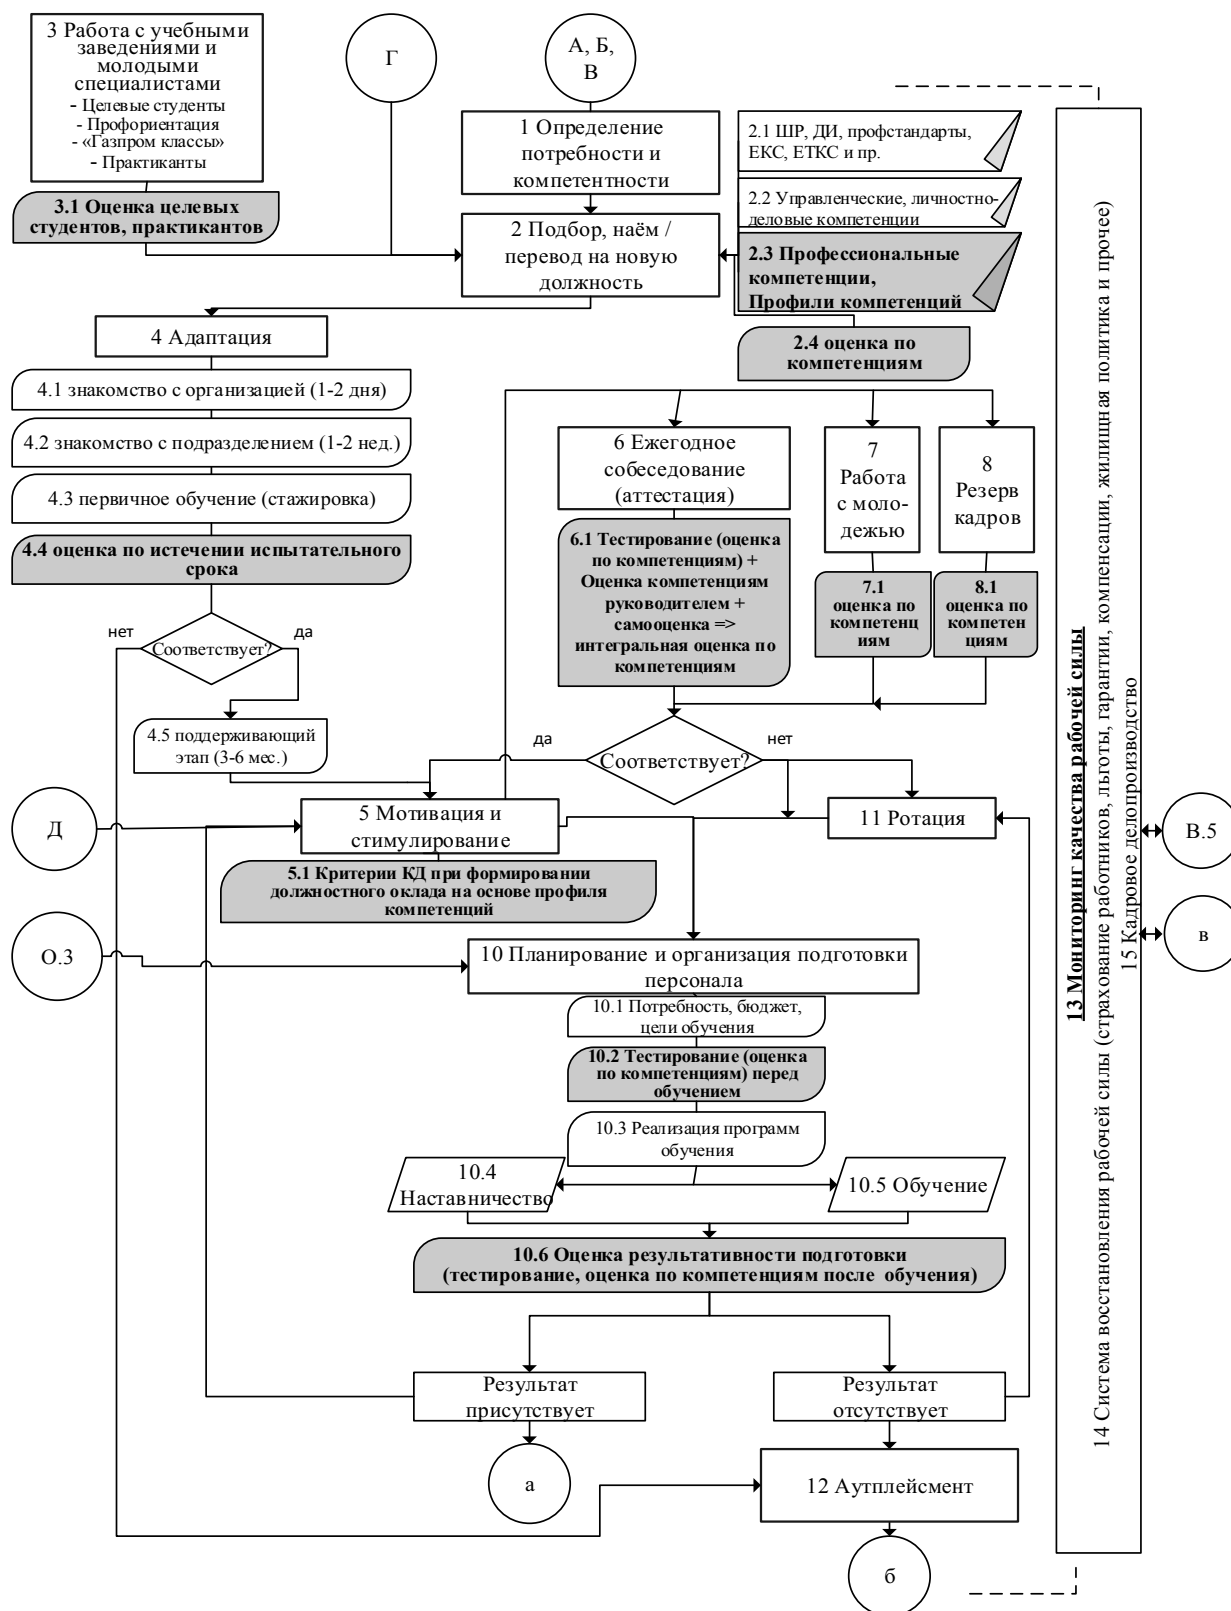 3 Работа с учебными
заведениями и
молодыми
специалистами
- Целевые студенты
- Профориентация
- «Газпром классы»
- Практиканты
3.1 Оценка целевых
студентов, практикантов
Г
А, Б,
В
1 Определение
потребности и
компетентности
2 Подбор, наём /
перевод на новую
должность
2.1 ШР, ДИ, профстандарты,
ЕКС, ЕТКС и пр.
2.2 Управленческие, личностно-
деловые компетенции
2.3 Профессиональные
компетенции,
Профили компетенций
2.4 оценка по
компетенциям
4 Адаптация
4.1 знакомство с организацией (1-2 дня)
4.2 знакомство с подразделением (1-2 нед.)
4.3 первичное обучение (стажировка)
4.4 оценка по истечении испытательного
срока
нет
да
Соответствует?
4.5 поддерживающий
этап (3-6 мес.)
6 Ежегодное
собеседование
(аттестация)
6.1 Тестирование (оценка
по компетенциям) +
Оценка компетенциям
руководителем +
самооценка =>
интегральная оценка по
компетенциям
7
Работа
с моло-
дежью
7.1
оценка по
компетенц
иям
8
Резерв
кадров
8.1
оценка по
компетен
циям
да
нет
Соответствует?
Д
5 Мотивация и
стимулирование
5.1 Критерии КД при формировании
должностного оклада на основе профиля
компетенций
11 Ротация
О.3
10 Планирование и организация подготовки
персонала
10.1 Потребность, бюджет,
цели обучения
10.2 Тестирование (оценка
по компетенциям) перед
обучением
10.3 Реализация программ
обучения
10.4
Наставничество
10.5 Обучение
10.6 Оценка результативности подготовки
(тестирование, оценка по компетенциям после обучения)
Результат
присутствует
Результат
отсутствует
а
12 Аутплейсмент
б
13 Мониторинг качества рабочей силы
14 Система восстановления рабочей силы (страхование работников, льготы, гарантии, компенсации, жилищная политика и прочее)
15 Кадровое делопроизводство
В.5
в